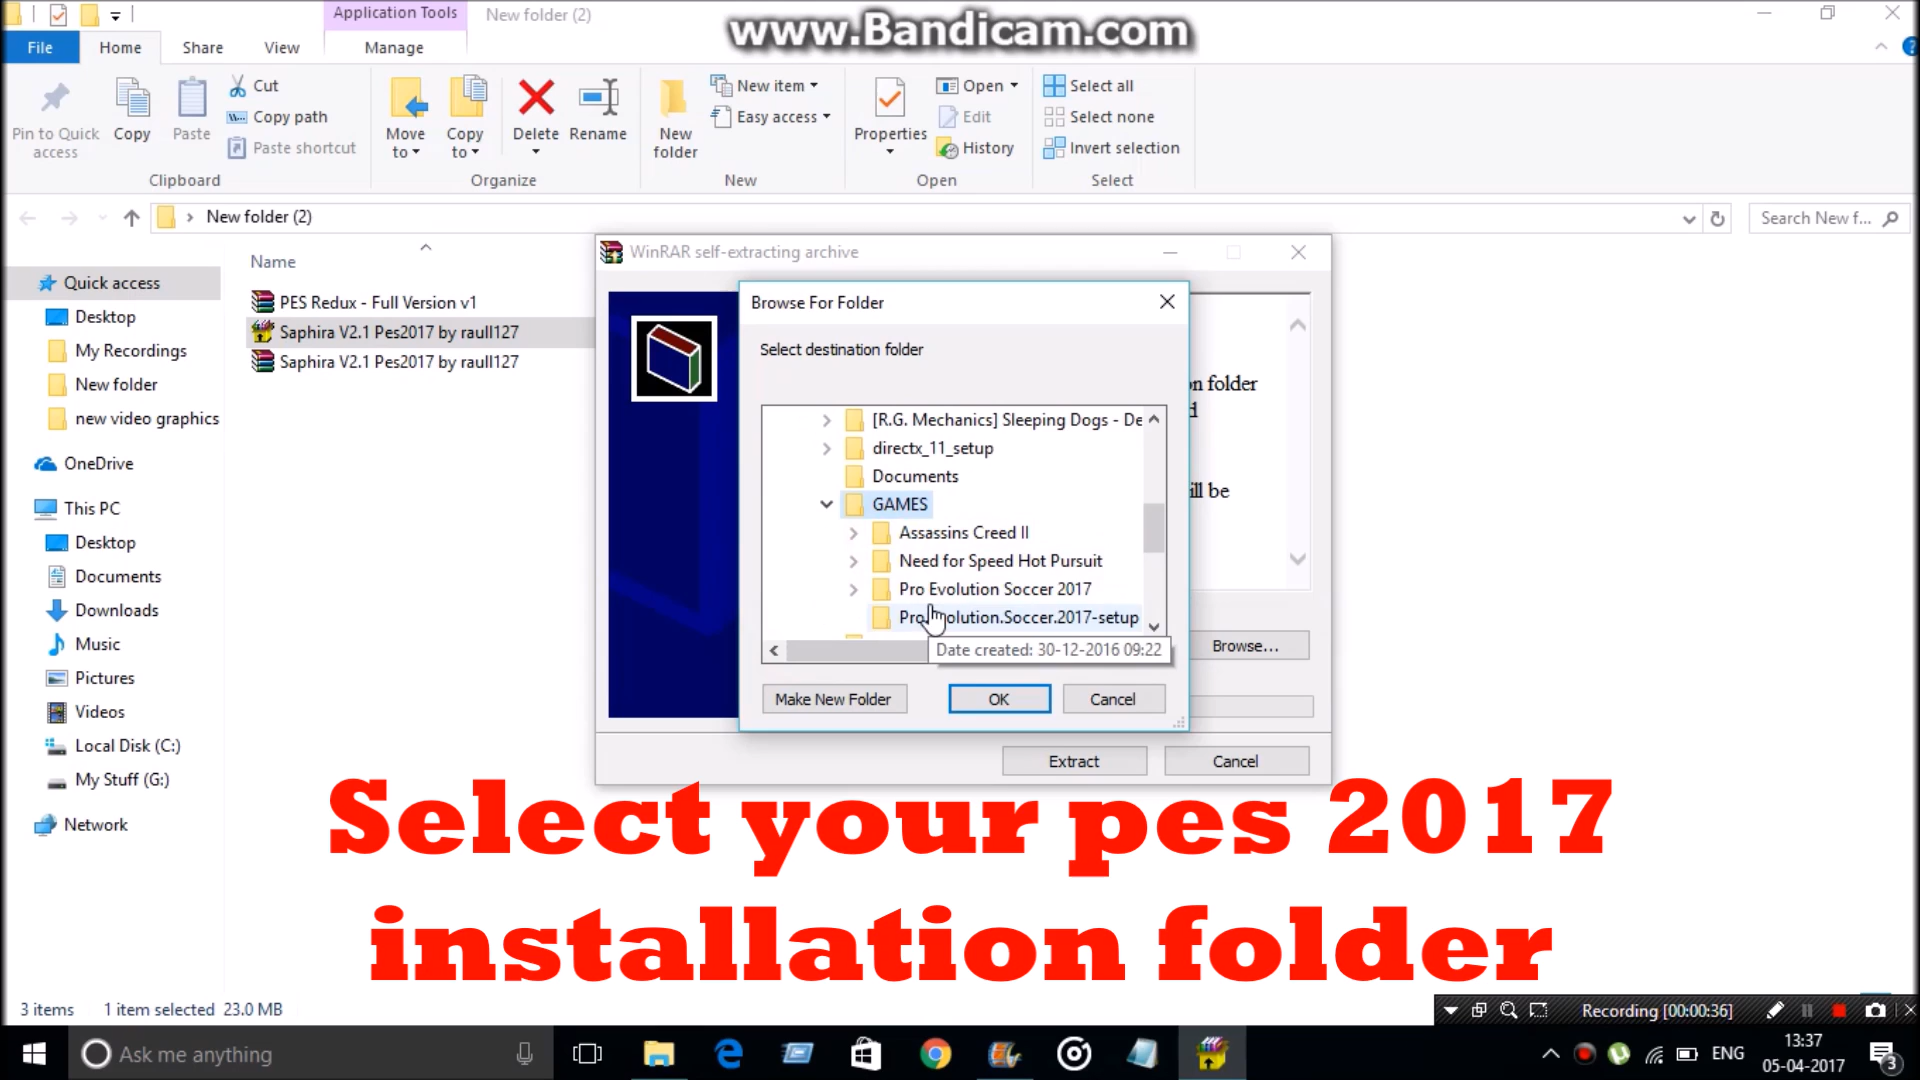 Application Tools
New folder (2)
www.Bandicam.com
File
Home
Share
View
Manage
Pin to Quick access
Copy
Paste
Cut
Copy path
Paste shortcut
Clipboard
Move to
Copy to
Delete
Rename
Organize
New folder
New item
Easy access
New
Properties
Open
Edit
History
Open
Select all
Select none
Invert selection
Select
New folder (2)
Search New f...
Name
Quick access
Desktop
My Recordings
New folder
new video graphics
OneDrive
This PC
Desktop
Documents
Downloads
Music
Pictures
Videos
Local Disk (C:)
My Stuff (G:)
Network
PES Redux - Full Version v1
Saphira V2.1 Pes2017 by raull127
Saphira V2.1 Pes2017 by raull127
WinRAR self-extracting archive
Browse For Folder
Select destination folder
[R.G. Mechanics] Sleeping Dogs - De
directx_11_setup
Documents
GAMES
Assassins Creed II
Need for Speed Hot Pursuit
Pro Evolution Soccer 2017
Date created: 30-12-2016 09:22
Make New Folder
OK
Cancel
folder
be
Browse...
Extract
Cancel
Select your pes 2017
installation folder
3 items
1 item selected 23.0 MB
Recording [00:00:36]
Ask me anything
ENG
13:37
05-04-2017
3